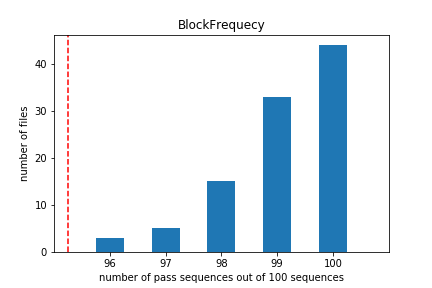 BlockFrequecy
number of files
40
30
20
10
0
96 97 98 99 100
number of pass sequences out of 100 sequences